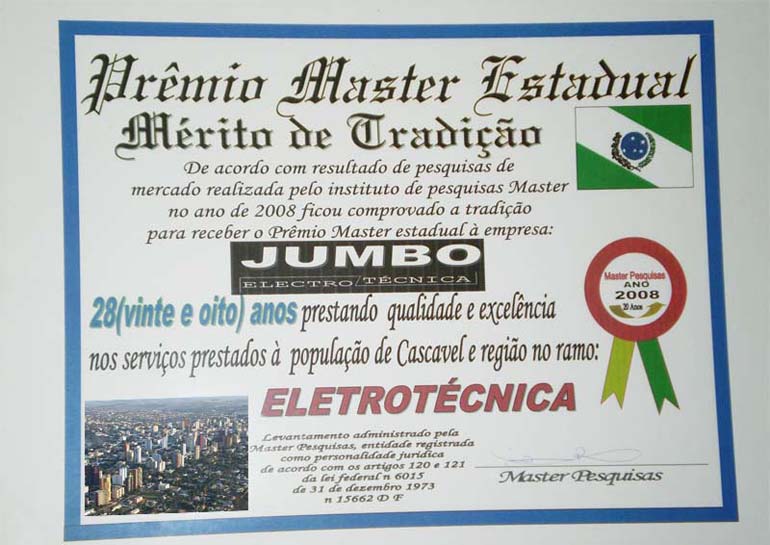 Prêmio Master Estadual
Mérito de Tradição
De acordo com resultado de pesquisas de
mercado realizada pelo instituto de pesquisas Master
no ano de 2008 ficou comprovado a tradição
para receber o Prêmio Master estadual à empresa:
JUMBO
ELECTRO/TÉCNICA
28(vinte e oito) anos prestando qualidade e excelência
nos serviços prestados à população de Cascavel e região no ramo:
ELETROTÉCNICA
Master Pesquisas
ANO
2008
20 Anos
Levantamento administrado pela
Master Pesquisas, entidade registrada
como personalidade jurídica
de acordo com os artigos 120 e 121
da lei federal n 6015
de 31 de dezembro 1973
n 15662 D F
Master Pesquisas